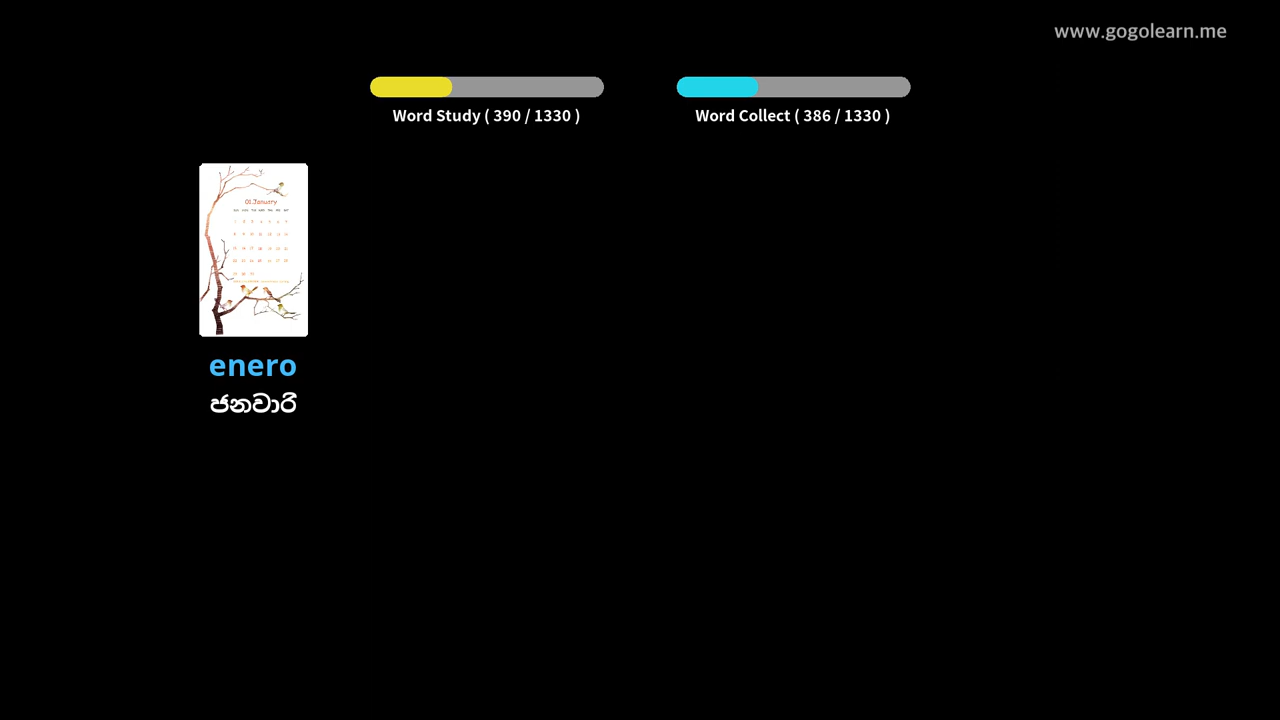 www.gogolearn.me
Word Study ( 390 / 1330 )
Word Collect ( 386 / 1330 )
01.January
enero
ජනවාරි